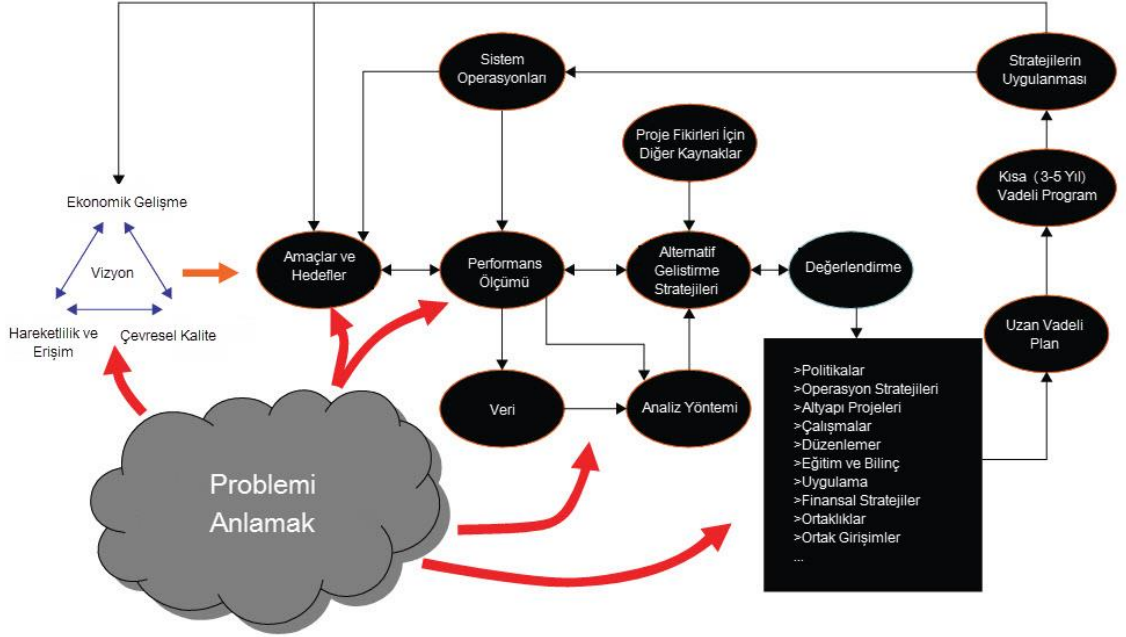 Sistem
Operasyonları
Stratejilerin
Uygulanması
Proje Fikirleri İçin
Diğer Kaynaklar
Kısa ( 3-5 Yıl)
Vadeli Program
Ekonomik Gelişme
Vizyon
Hareketlilik ve
Erişim
Çevresel Kalite
Amaçlar ve
Hedefler
Performans
Ölçümü
Alternatif
Gelistirme
Stratejileri
Değerlendirme
Uzan Vadeli
Plan
Veri
Analiz Yöntemi
>Politikalar
>Operasyon Stratejileri
>Altyapı Projeleri
>Çalışmalar
>Düzenlemer
>Eğitim ve Bilinç
>Uygulama
>Finansal Stratejiler
>Ortaklıklar
>Ortak Girişimler
...
Problemi
Anlamak